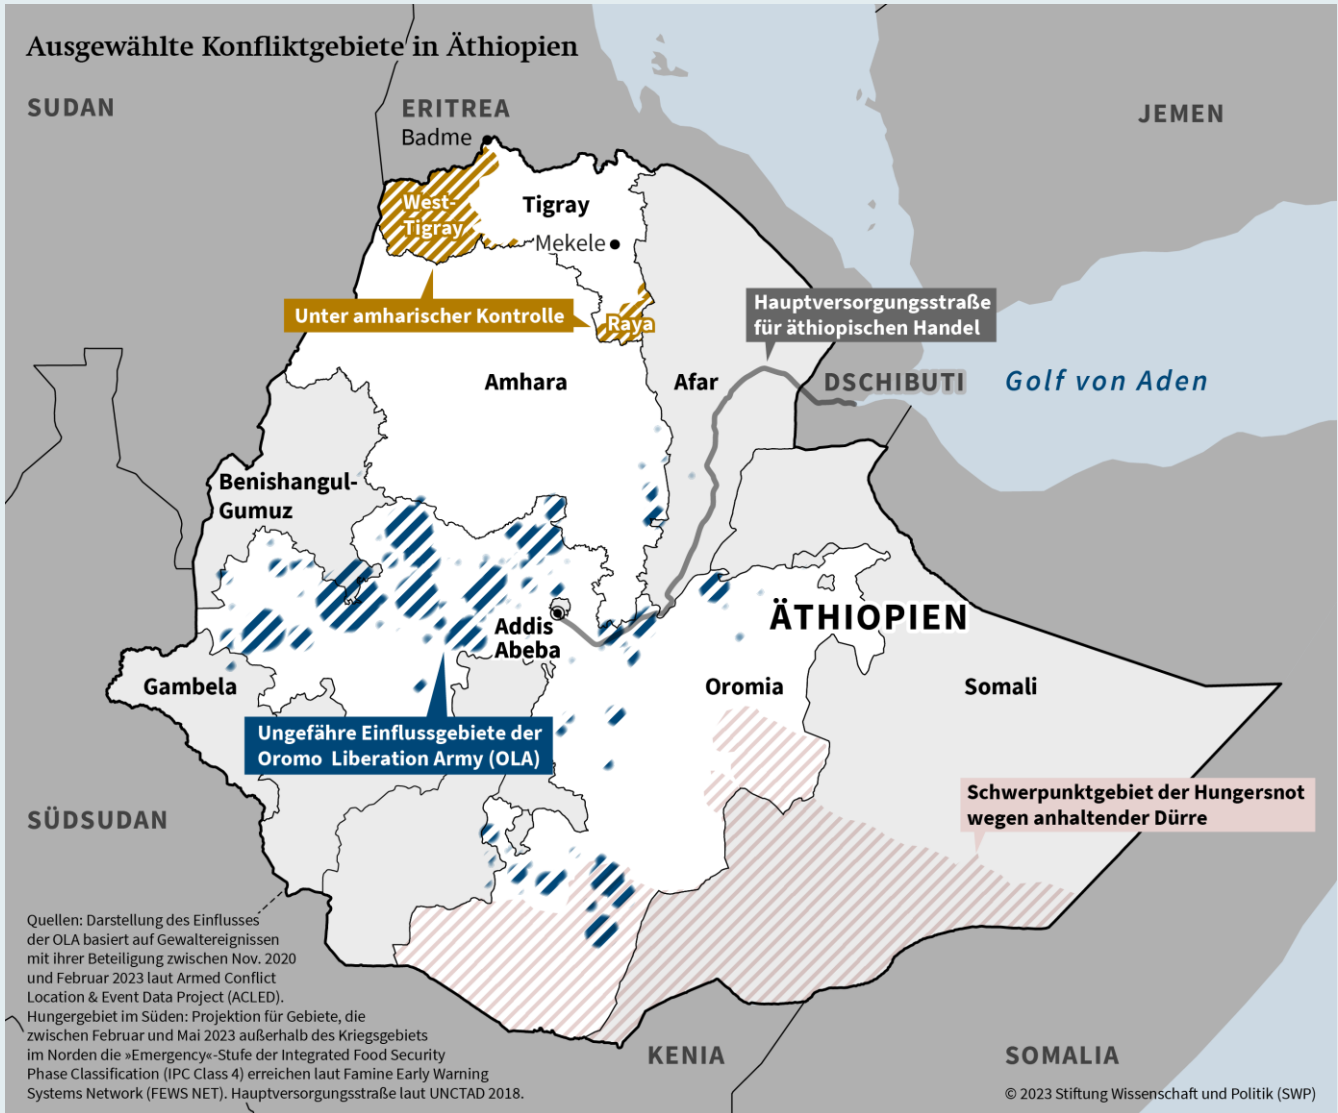 Ausgewählte Konfliktgebiete in Äthiopien
SUDAN
ERITREA
JEMEN
Badme
West-
Tigray
Tigray
Mekele
Unter amharischer Kontrolle
Raya
Hauptversorgungsstraße
für äthiopischen Handel
Amhara
Afar
DSCHIBUTI
Golf von Aden
Benishangul-
Gumuz
Addis
Abeba
ÄTHIOPIEN
Gambela
Oromia
Somali
Ungefähre Einflussgebiete der
Oromo Liberation Army (OLA)
Schwerpunktgebiet der Hungersnot
wegen anhaltender Dürre
SÜDSUDAN
Quellen: Darstellung des Einflusses
der OLA basiert auf Gewaltereignissen
mit ihrer Beteiligung zwischen Nov. 2020
und Februar 2023 laut Armed Conflict
Location & Event Data Project (ACLED).
Hungergebiet im Süden: Projektion für Gebiete, die
zwischen Februar und Mai 2023 außerhalb des Kriegsgebiets
im Norden die »Emergency«-Stufe der Integrated Food Security
Phase Classification (IPC Class 4) erreichen laut Famine Early Warning
Systems Network (FEWS NET). Hauptversorgungsstraße laut UNCTAD 2018.
KENIA
SOMALIA
© 2023 Stiftung Wissenschaft und Politik (SWP)